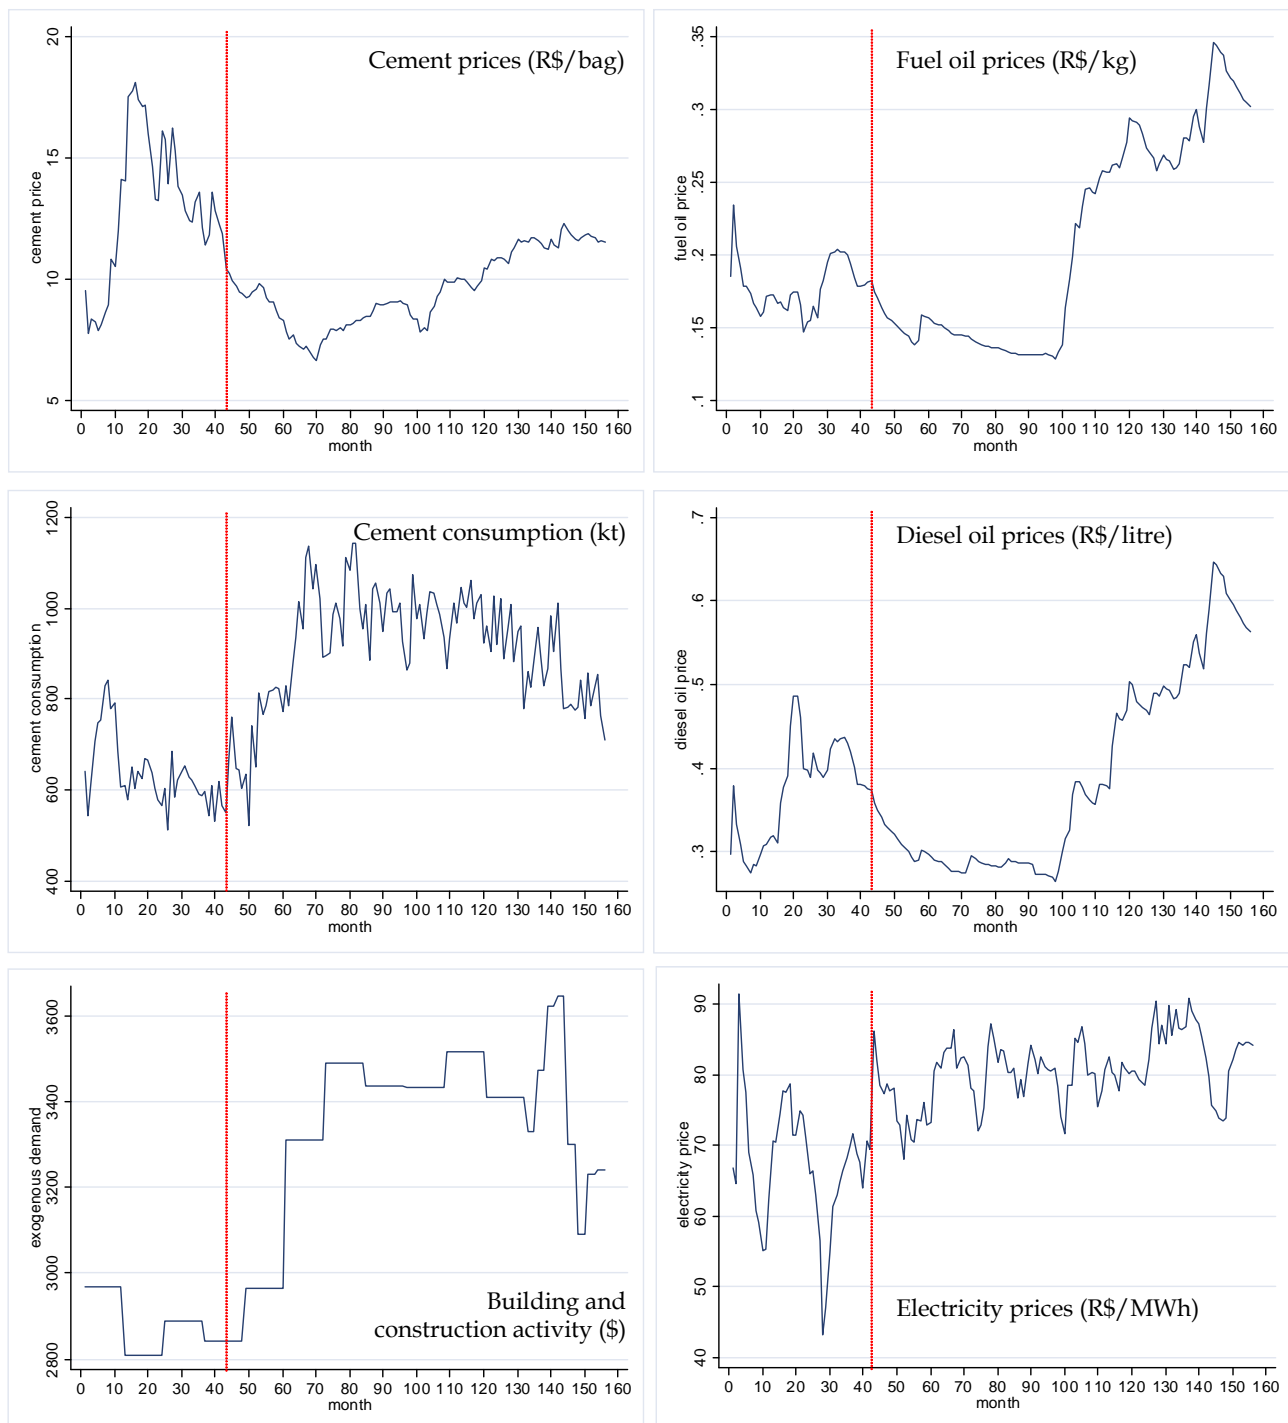 Cement prices (R$/bag)
cement price
20
15
10
5
0 10 20 30 40 50 60 70 80 90 100 110 120 130 140 150 160
month
Fuel oil prices (R$/kg)
fuel oil price
.35
.3
.25
.2
.15
.1
0 10 20 30 40 50 60 70 80 90 100 110 120 130 140 150 160
month
Cement consumption (kt)
cement consumption
1200
1000
800
600
400
0 10 20 30 40 50 60 70 80 90 100 110 120 130 140 150 160
month
Diesel oil prices (R$/litre)
diesel oil price
.7
.6
.5
.4
.3
0 10 20 30 40 50 60 70 80 90 100 110 120 130 140 150 160
month
Building and
construction activity ($)
exogenous demand
3600
3400
3200
3000
2800
0 10 20 30 40 50 60 70 80 90 100 110 120 130 140 150 160
month
Electricity prices (R$/MWh)
electricity price
90
80
70
60
50
40
0 10 20 30 40 50 60 70 80 90 100 110 120 130 140 150 160
month